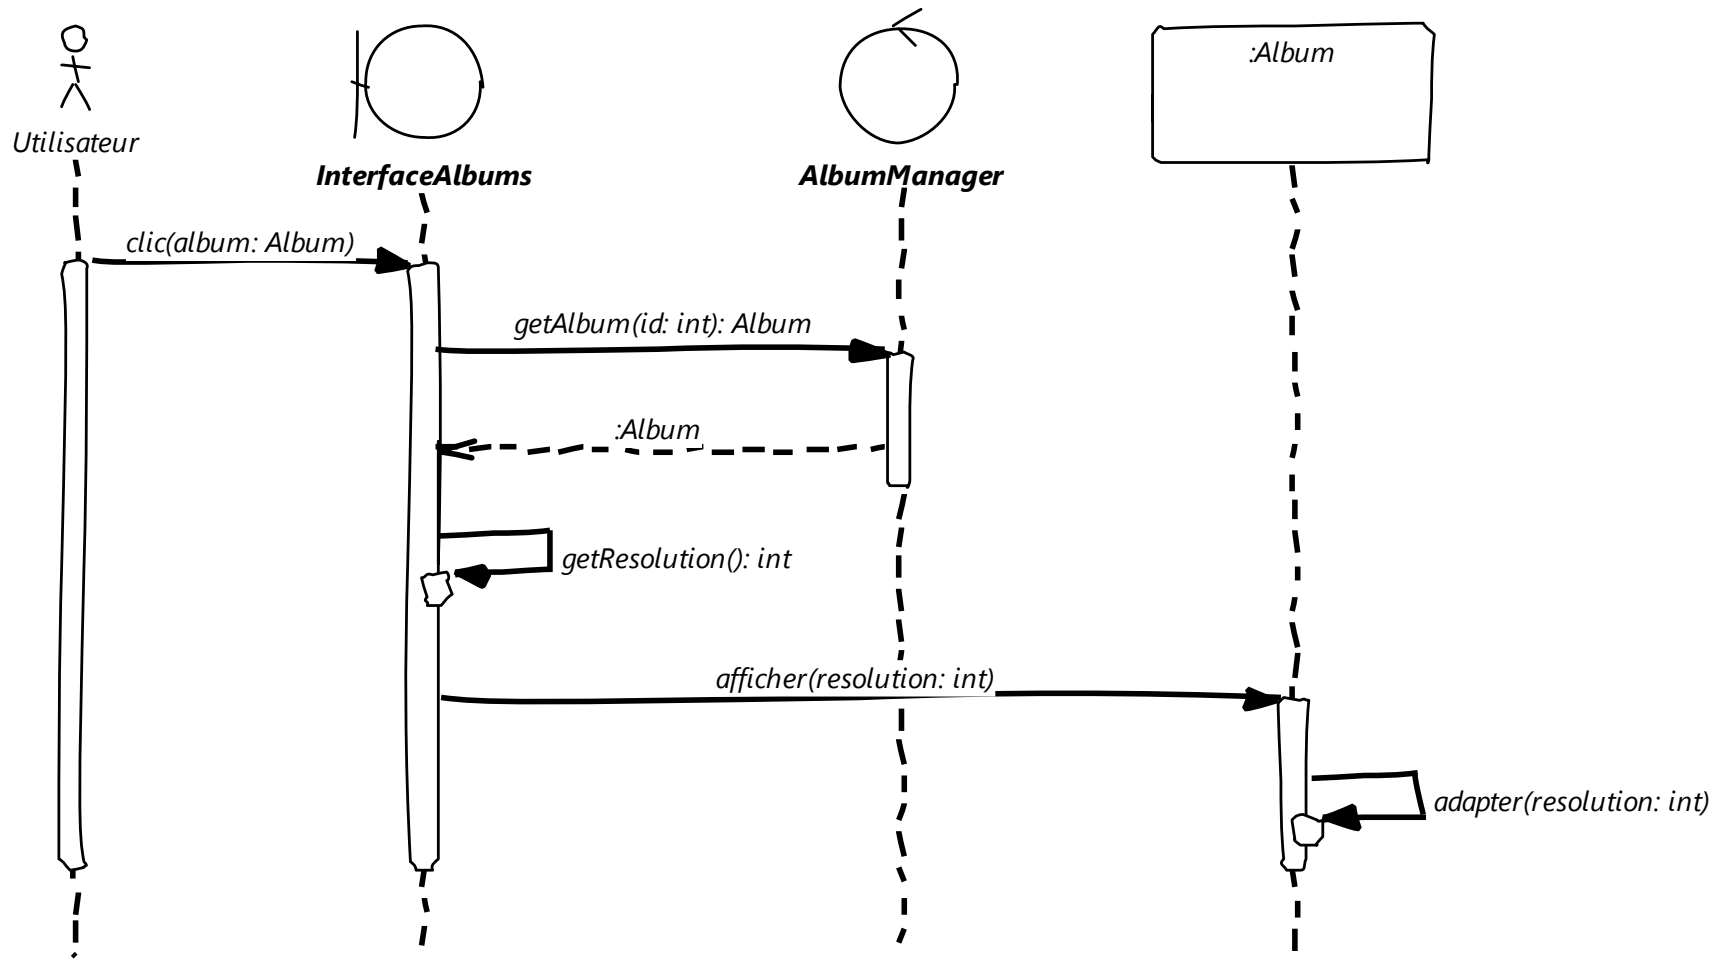 :Album
Utilisateur
InterfaceAlbums
AlbumManager
clic(album: Album)
getAlbum(id: int): Album
:Album
getResolution(): int
afficher(resolution: int)
adapter(resolution: int)